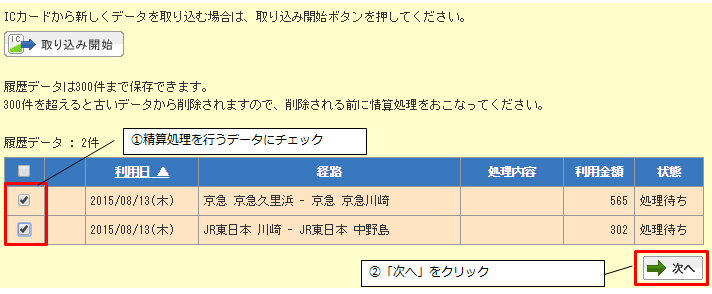 ICカードから新しくデータを取り込む場合は、取り込み開始ボタンを押してください。
IC 取り込み開始
履歴データは300件まで保存できます。
300件を超えると古いデータから削除されますので、削除される前に精算処理をおこなってください。
履歴データ : 2件
①精算処理を行うデータにチェック
利用日 ▲ 経路 処理内容 利用金額 状態
2015/08/13(木) 京急 京急久里浜 - 京急 京急川崎 565 処理待ち
2015/08/13(木) JR東日本 川崎 - JR東日本 中野島 302 処理待ち
②「次へ」をクリック
次へ